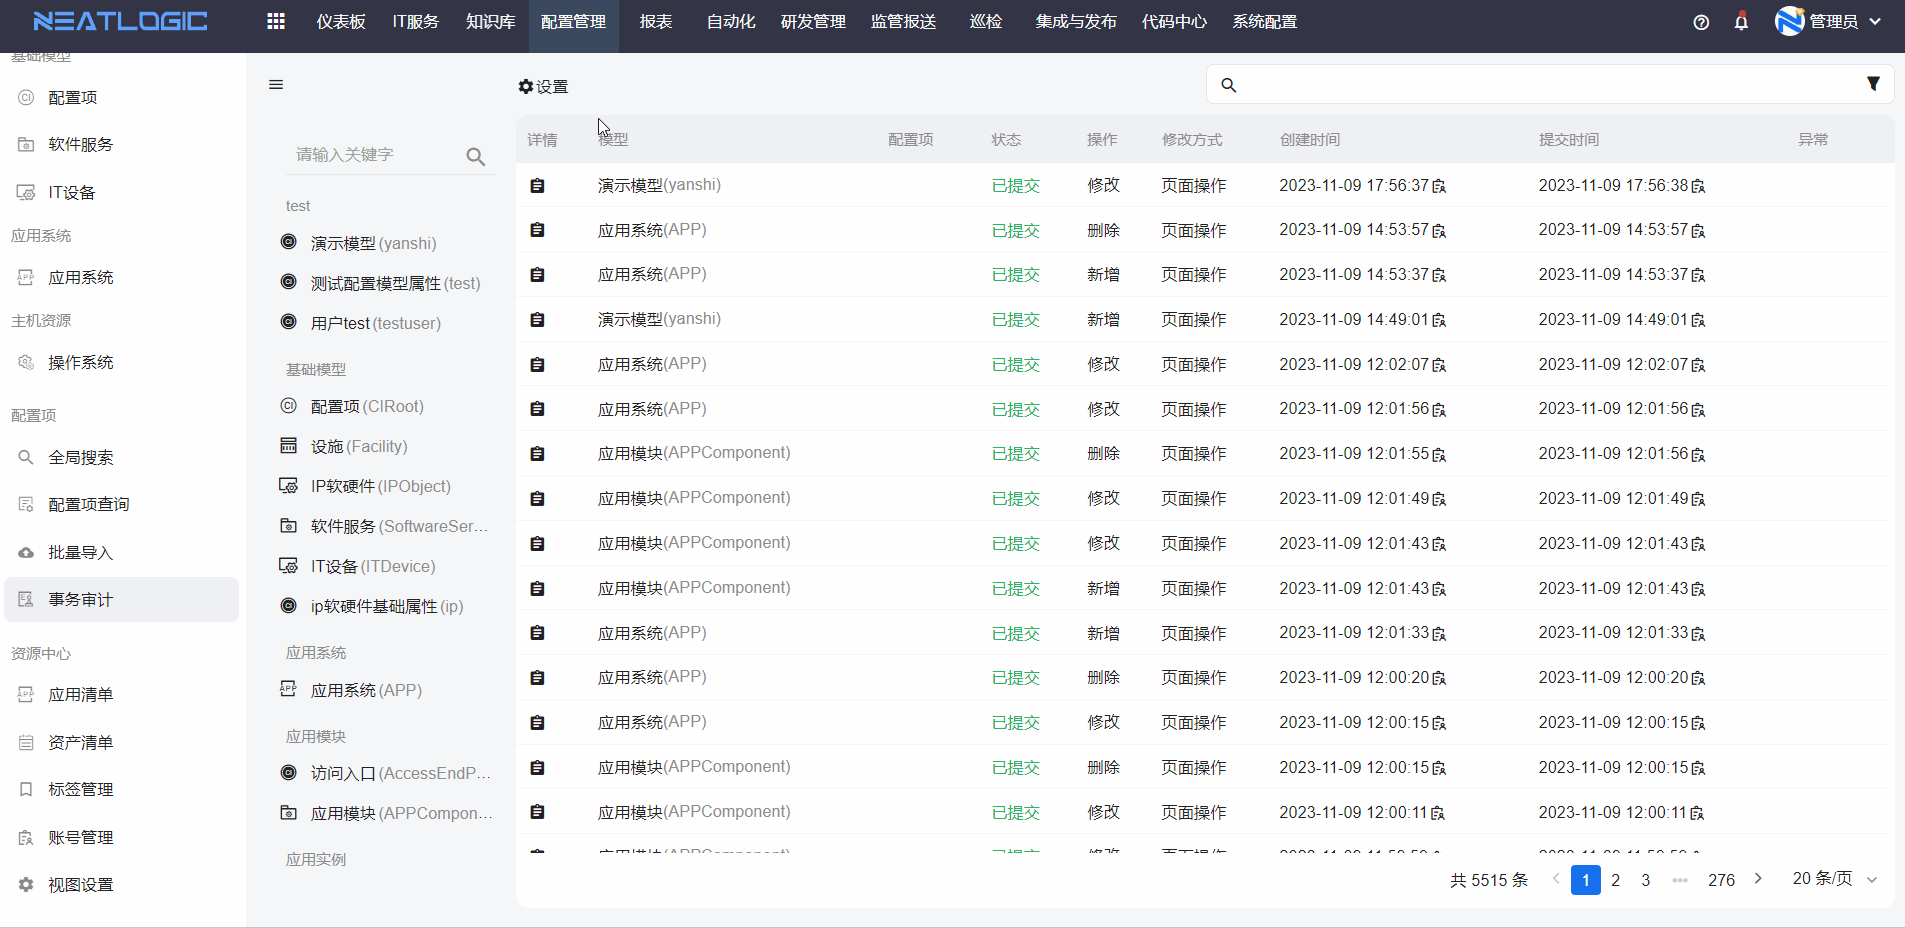 NEATLOGIC 仪表板 IT服务 知识库 配置管理 报表 自动化 研发管理 监管报送 巡检 集成与发布 代码中心 系统配置 管理员
基础模型
配置项
软件服务
IT设备
应用系统
应用系统
主机资源
操作系统
配置项
全局搜索
配置项查询
批量导入
事务审计
资源中心
应用清单
资产清单
标签管理
账号管理
视图设置
请输入关键字
test
演示模型(yanshi)
测试配置模型属性(test)
用户test(testuser)
基础模型
配置项(CIRoot)
设施(Facility)
IP软硬件(IPObject)
软件服务(SoftwareSer...
IT设备(ITDevice)
ip软硬件基础属性(ip)
应用系统
应用系统(APP)
应用模块
访问入口(AccessEndP...
应用模块(APPCompon...
应用实例
设置
详情 模型 配置项 状态 操作 修改方式 创建时间 提交时间 异常
演示模型(yanshi) 已提交 修改 页面操作 2023-11-09 17:56:37 2023-11-09 17:56:38
应用系统(APP) 已提交 删除 页面操作 2023-11-09 14:53:57 2023-11-09 14:53:57
应用系统(APP) 已提交 新增 页面操作 2023-11-09 14:53:37 2023-11-09 14:53:37
演示模型(yanshi) 已提交 新增 页面操作 2023-11-09 14:49:01 2023-11-09 14:49:01
应用系统(APP) 已提交 修改 页面操作 2023-11-09 12:02:07 2023-11-09 12:02:07
应用系统(APP) 已提交 修改 页面操作 2023-11-09 12:01:56 2023-11-09 12:01:56
应用模块(APPComponent) 已提交 删除 页面操作 2023-11-09 12:01:55 2023-11-09 12:01:56
应用模块(APPComponent) 已提交 修改 页面操作 2023-11-09 12:01:49 2023-11-09 12:01:49
应用模块(APPComponent) 已提交 修改 页面操作 2023-11-09 12:01:43 2023-11-09 12:01:43
应用模块(APPComponent) 已提交 新增 页面操作 2023-11-09 12:01:43 2023-11-09 12:01:43
应用系统(APP) 已提交 新增 页面操作 2023-11-09 12:01:33 2023-11-09 12:01:33
应用系统(APP) 已提交 删除 页面操作 2023-11-09 12:00:20 2023-11-09 12:00:20
应用系统(APP) 已提交 修改 页面操作 2023-11-09 12:00:15 2023-11-09 12:00:15
应用模块(APPComponent) 已提交 删除 页面操作 2023-11-09 12:00:15 2023-11-09 12:00:15
应用模块(APPComponent) 已提交 修改 页面操作 2023-11-09 12:00:11 2023-11-09 12:00:11
共 5515 条 1 2 3 ••• 276 20 条/页